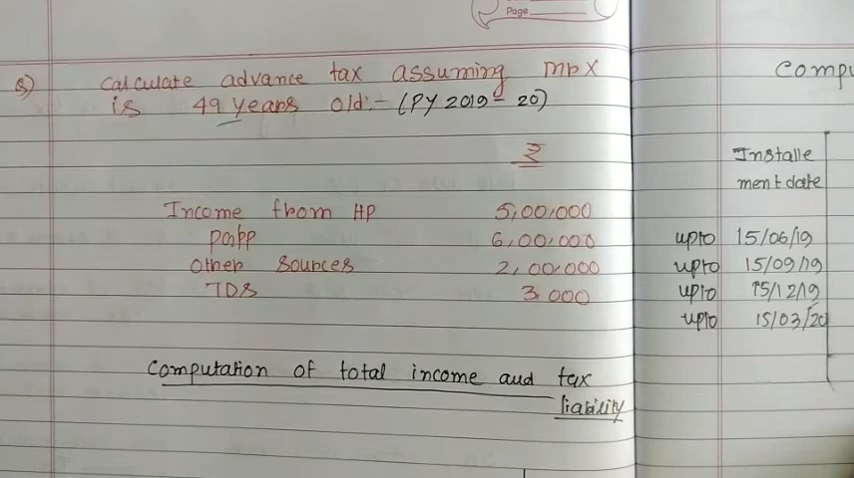 Page
Q)
Calculate advance tax assuming Mr X
is 49 years old:- (PY 2019-20)
₹
Income from HP 5,00,000
PGBP 6,00,000
Other Sources 2,00,000
TDS 3,000
Computation of total income and tax
liability
Compu
Installe
ment date
upto 15/06/19
upto 15/09/19
upto 15/12/19
upto 15/03/20